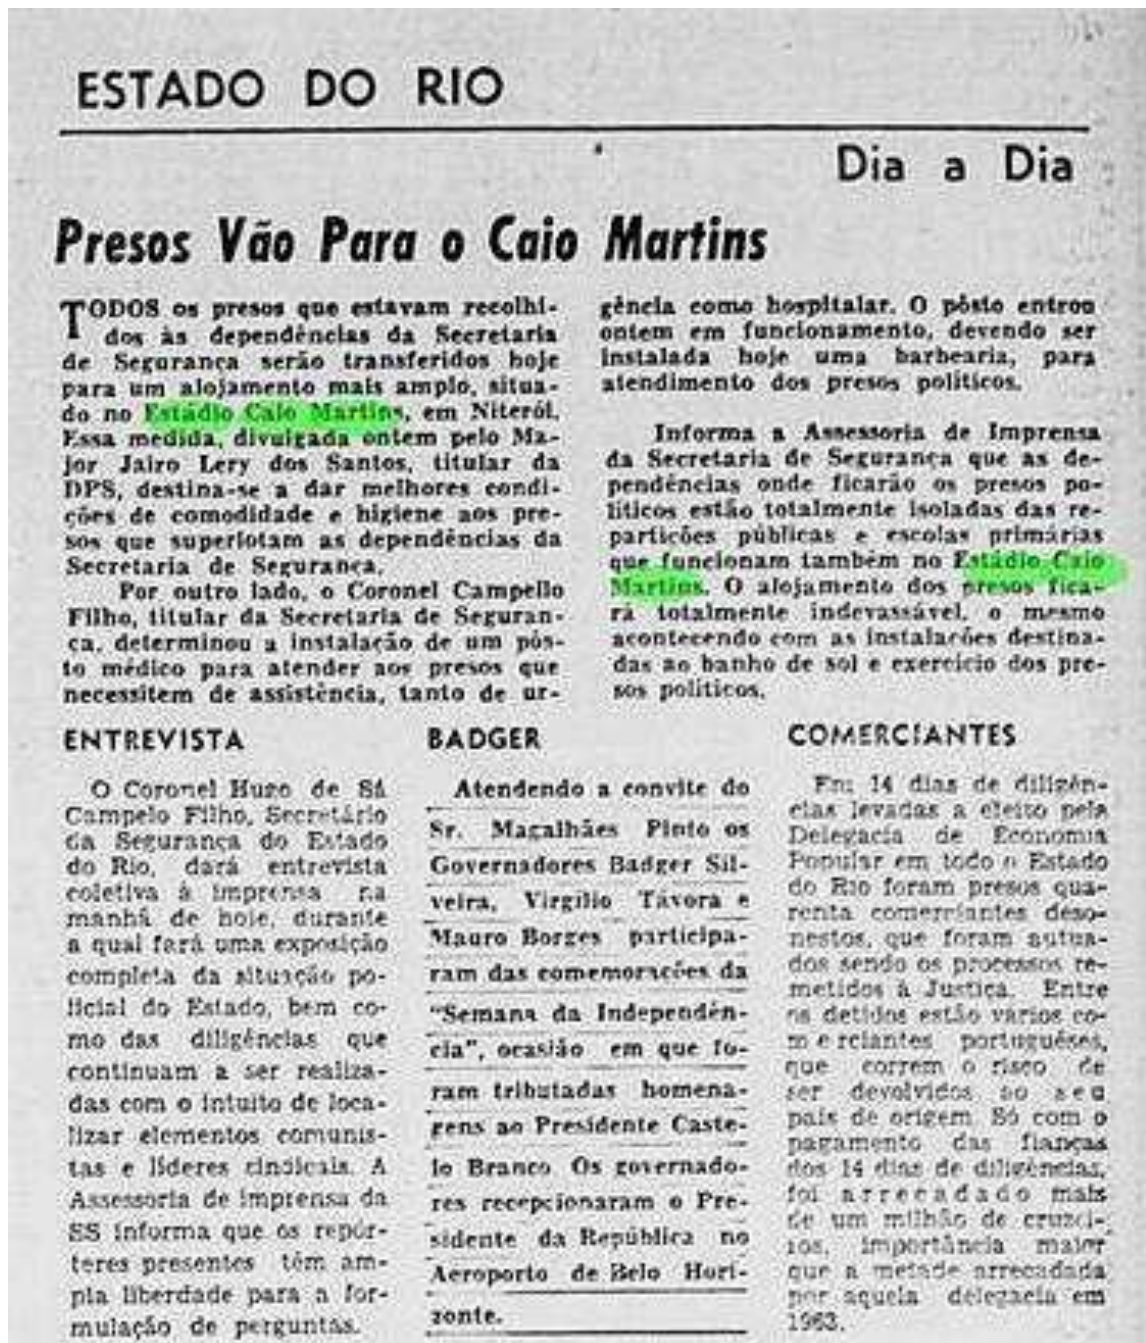 ESTADO DO RIO
Dia a Dia
Presos Vão Para o Caio Martins
TODOS os presos que estavam recolhi-
dos às dependências da Secretaria
de Segurança serão transferidos hoje
para um alojamento mais amplo, situa-
do no Estádio Caio Martins, em Niterói.
Essa medida, divulgada ontem pelo Ma-
jor Jairo Lery dos Santos, titular da
DPS, destina-se a dar melhores condi-
ções de comodidade e higiene aos pre-
sos que superlotam as dependências da
Secretaria de Segurança.
Por outro lado, o Coronel Campello
Filho, titular da Secretaria de Seguran-
ça, determinou a instalação de um pôs-
to médico para atender aos presos que
necessitem de assistência, tanto de ur-
gência como hospitalar. O pôsto entrou
ontem em funcionamento, devendo ser
instalada hoje uma barbearia, para
atendimento dos presos políticos.
Informa a Assessoria de Imprensa
da Secretaria de Segurança que as de-
pendências onde ficarão os presos po-
líticos estão totalmente isoladas das re-
partições públicas e escolas primárias
que funcionam também no Estádio Caio
Martins. O alojamento dos presos fica-
rá totalmente indevassável, o mesmo
acontecendo com as instalações destina-
das ao banho de sol e exercício dos pre-
sos políticos.
ENTREVISTA
O Coronel Hugo de Sá
Campelo Filho, Secretário
da Segurança do Estado
do Rio, dará entrevista
coletiva à imprensa na
manhã de hoje, durante
a qual fará uma exposição
completa da situação po-
licial do Estado, bem co-
mo das diligências que
continuam a ser realiza-
das com o intuito de loca-
lizar elementos comunis-
tas e líderes sindicais. A
Assessoria de imprensa da
SS informa que os repór-
teres presentes têm am-
pla liberdade para a for-
mulação de perguntas.
BADGER
Atendendo a convite do
Sr. Magalhães Pinto os
Governadores Badger Sil-
veira, Virgílio Távora e
Mauro Borges participa-
ram das comemorações da
"Semana da Independên-
cia", ocasião em que fo-
ram tributadas homena-
gens ao Presidente Caste-
lo Branco. Os governado-
res recepcionaram o Pre-
sidente da República no
Aeroporto de Belo Hori-
zonte.
COMERCIANTES
Em 14 dias de diligên-
cias levadas a efeito pela
Delegacia de Economia
Popular em todo o Estado
do Rio foram presos qua-
renta comerciantes deso-
nestos, que foram autua-
dos sendo os processos re-
metidos à Justiça. Entre
os detidos estão varios co-
merciantes portuguêses,
que correm o risco de
ser devolvidos ao seu
país de origem. Só com o
pagamento das fianças
dos 14 dias de diligências,
foi arrecadado mais
de um milhão de cruzei-
ros, importância maior
que a metade arrecadada
por aquela delegacia em
1963.